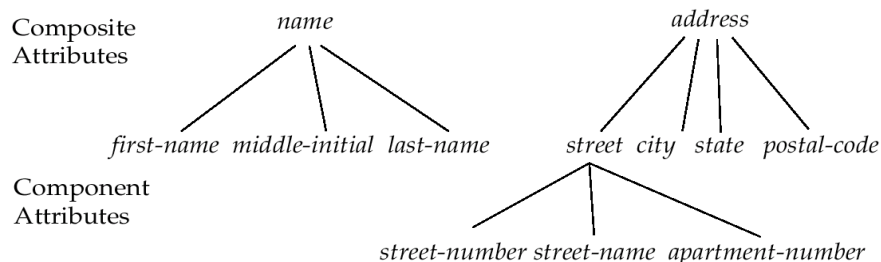 Composite
Attributes
name
address
first-name middle-initial last-name
street city state postal-code
Component
Attributes
street-number street-name apartment-number